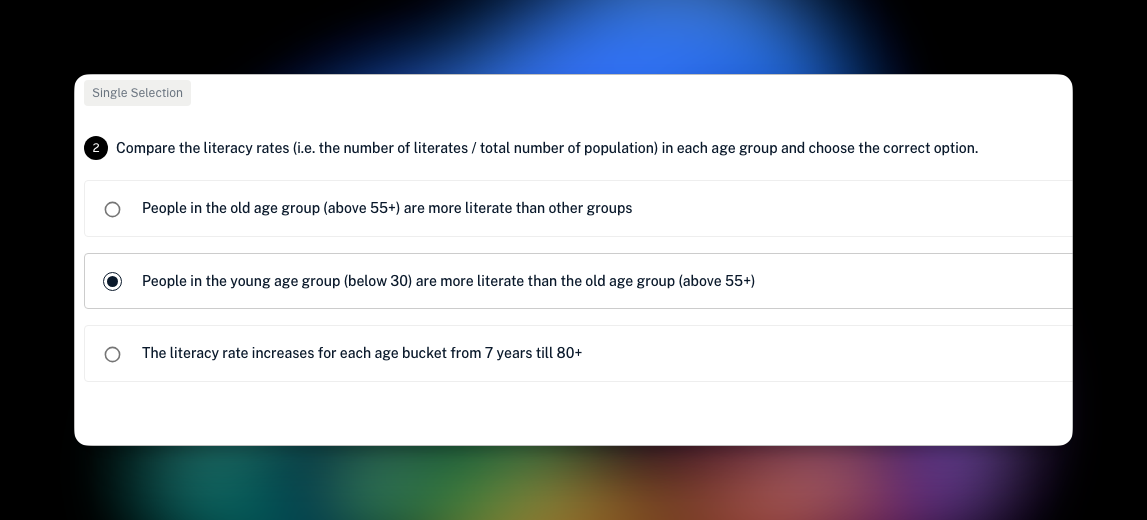 Single Selection
2 Compare the literacy rates (i.e. the number of literates / total number of population) in each age group and choose the correct option.
People in the old age group (above 55+) are more literate than other groups
People in the young age group (below 30) are more literate than the old age group (above 55+)
The literacy rate increases for each age bucket from 7 years till 80+